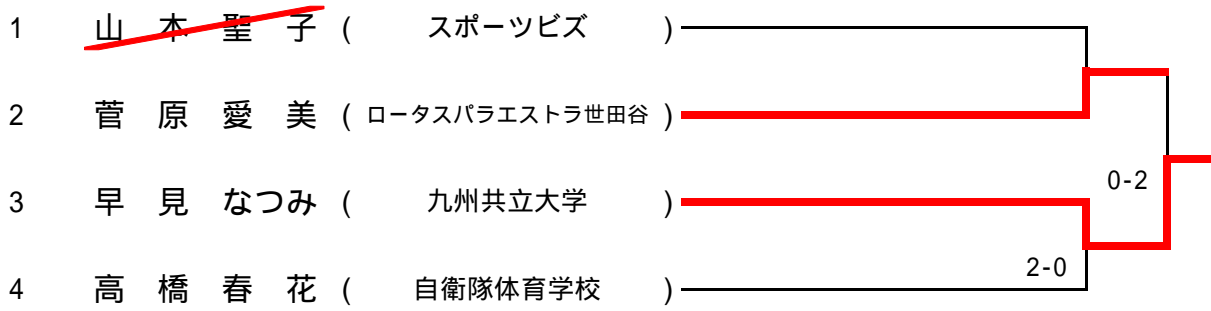 1 山本聖子 ( スポーツビズ )
2 菅原愛美 ( ロータスパラエストラ世田谷 )
0-2
3 早見なつみ ( 九州共立大学 )
2-0
4 高橋春花 ( 自衛隊体育学校 )